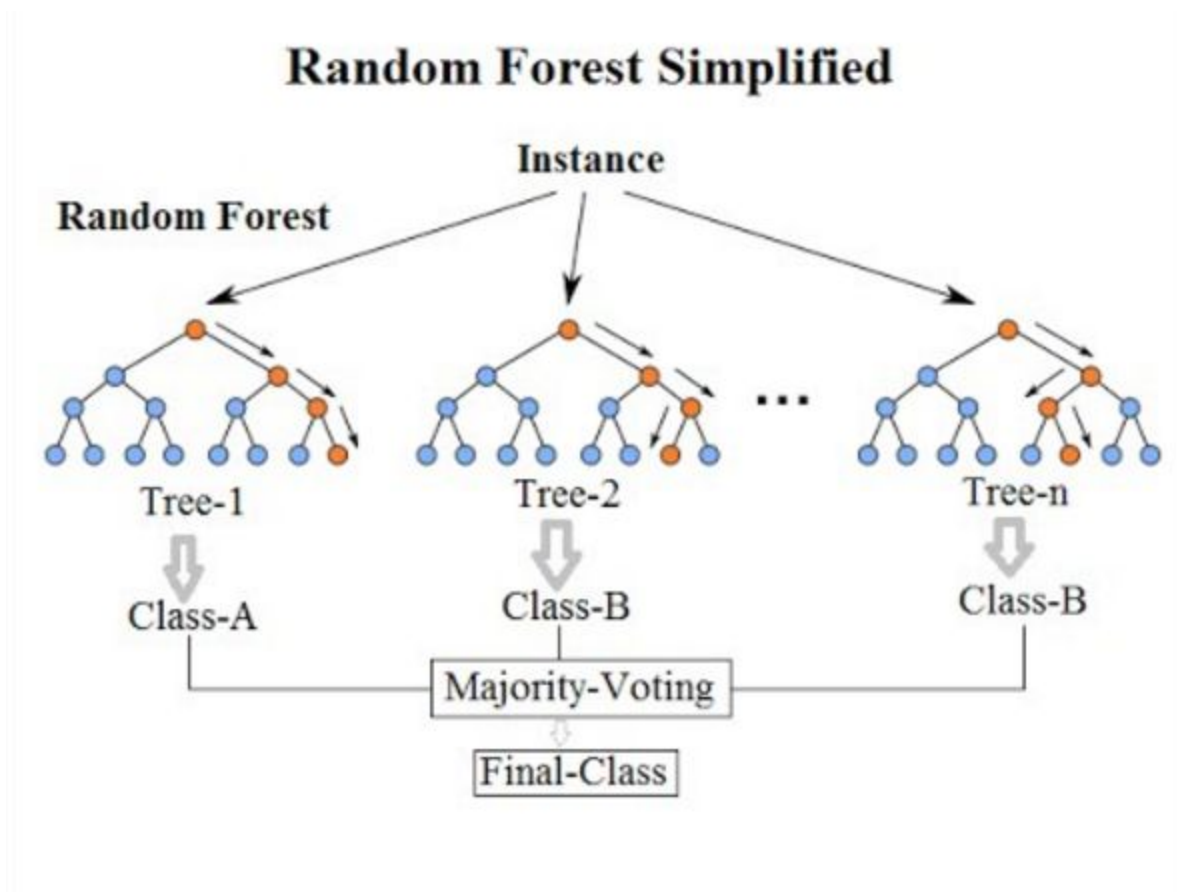 Random Forest Simplified
Instance
Random Forest
...
Tree-1
Tree-2
Tree-n
Class-A
Class-B
Class-B
Majority-Voting
Final-Class